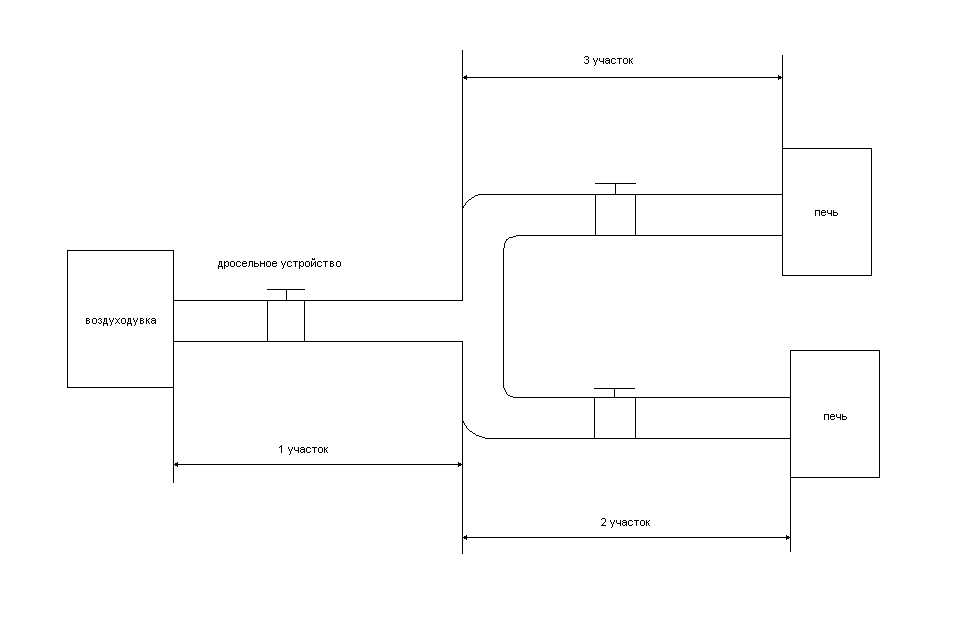 3 участок
печь
дросельное устройство
воздуходувка
печь
1 участок
2 участок